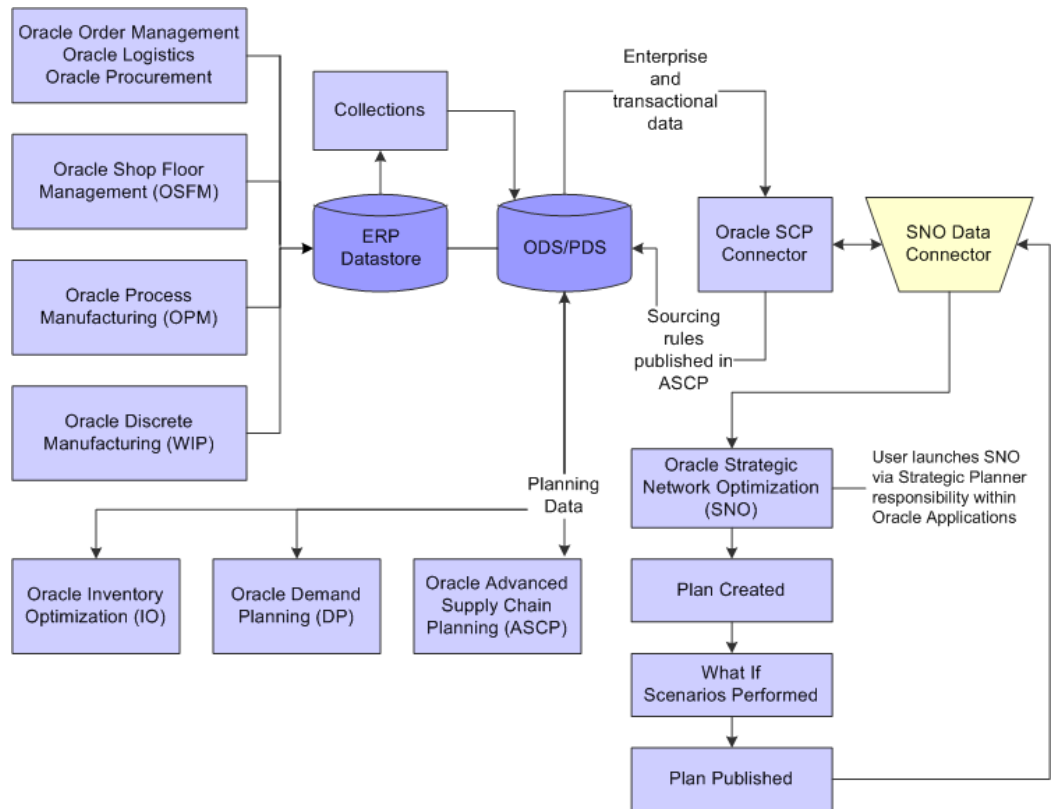 Oracle Order Management
Oracle Logistics
Oracle Procurement
Collections
Enterprise
and
transactional
data
Oracle Shop Floor
Management (OSFM)
ERP
Datastore
ODS/PDS
Oracle SCP
Connector
SNO Data
Connector
Oracle Process
Manufacturing (OPM)
Sourcing
rules
published in
ASCP
Oracle Discrete
Manufacturing (WIP)
Planning
Data
Oracle Strategic
Network Optimization
(SNO)
User launches SNO
via Strategic Planner
responsibility within
Oracle Applications
Oracle Inventory
Optimization (IO)
Oracle Demand
Planning (DP)
Oracle Advanced
Supply Chain
Planning (ASCP)
Plan Created
What If
Scenarios Performed
Plan Published